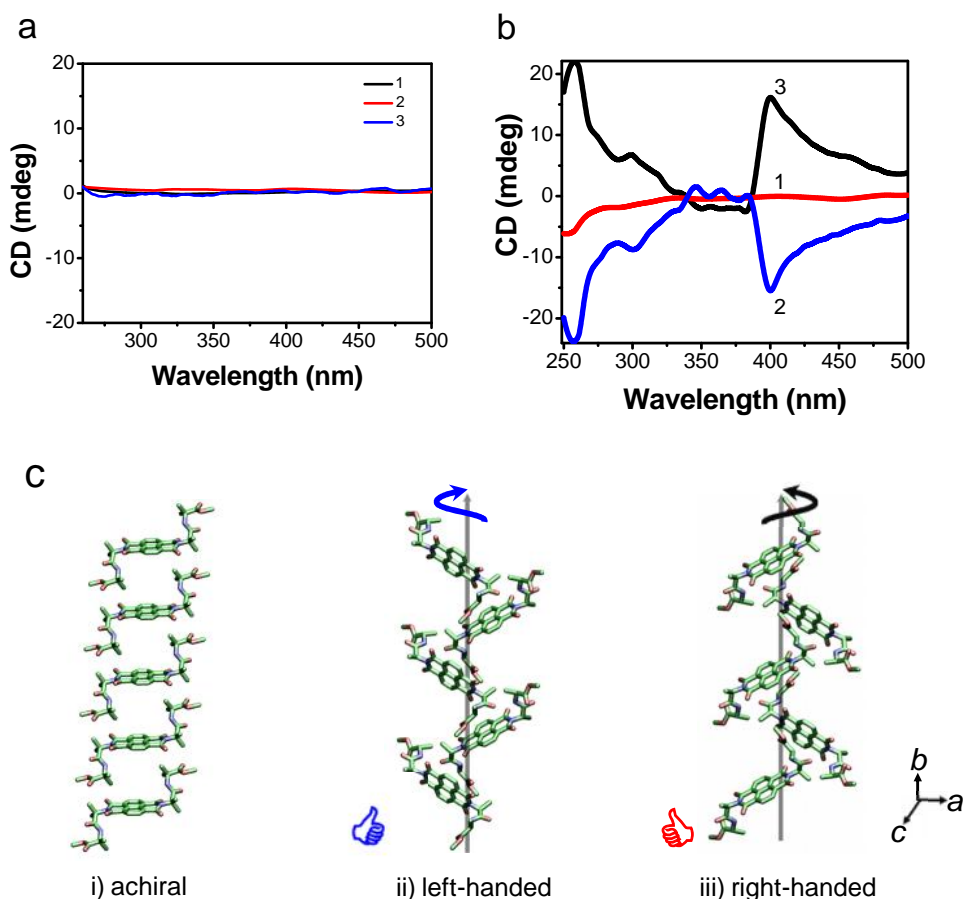 a
20
10
0
-10
-20
CD (mdeg)
1
2
3
300
350
400
450
500
Wavelength (nm)
b
20
10
0
-10
-20
CD (mdeg)
3
1
2
250
300
350
400
450
500
Wavelength (nm)
c
b
a
c
i) achiral
ii) left-handed
iii) right-handed